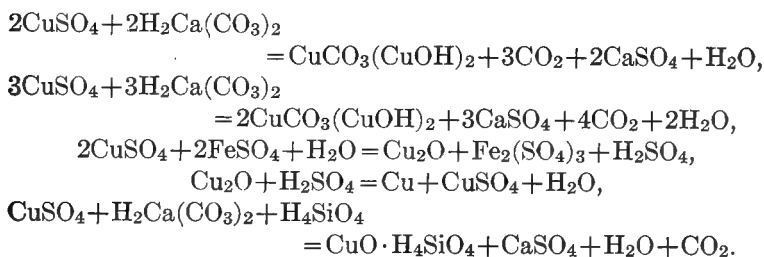 2CuSO₄+2H₂Ca(CO₃)₂
=CuCO₃(CuOH)₂+3CO₂+2CaSO₄+H₂O,
3CuSO₄+3H₂Ca(CO₃)₂
=2CuCO₃(CuOH)₂+3CaSO₄+4CO₂+2H₂O,
2CuSO₄+2FeSO₄+H₂O=Cu₂O+Fe₂(SO₄)₃+H₂SO₄,
Cu₂O+H₂SO₄=Cu+CuSO₄+H₂O,
CuSO₄+H₂Ca(CO₃)₂+H₄SiO₄
=CuO·H₄SiO₄+CaSO₄+H₂O+CO₂.